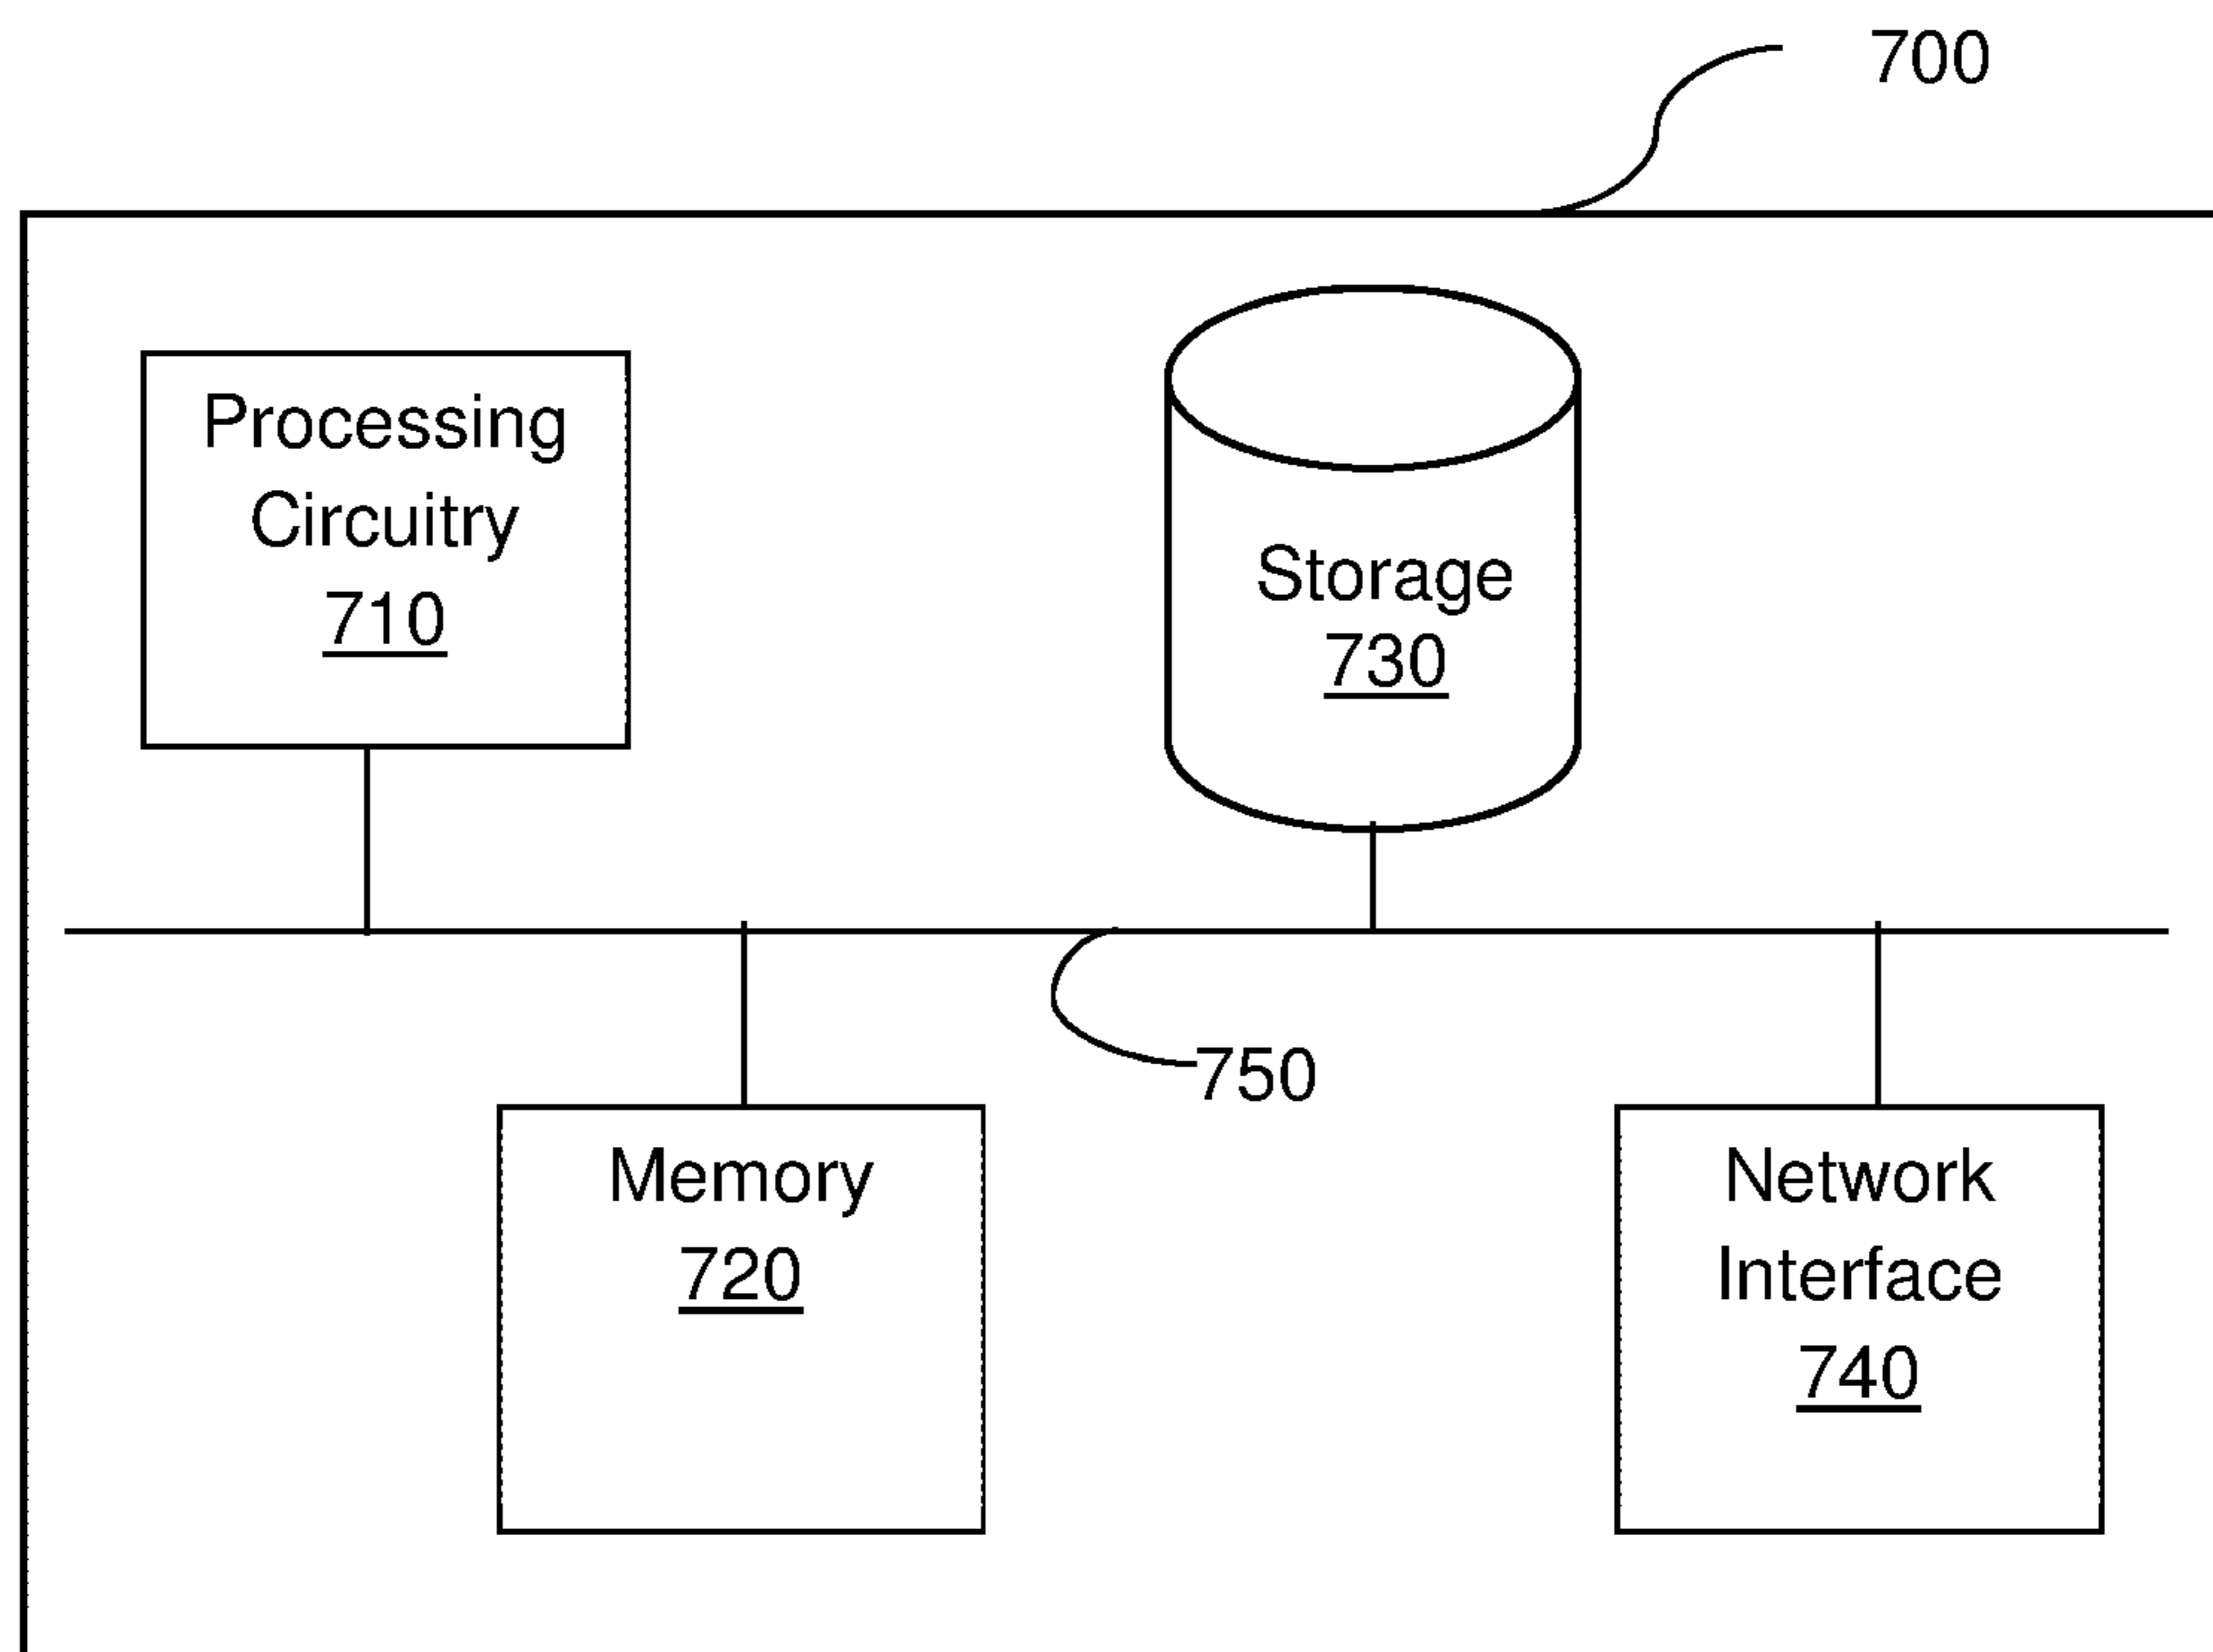 700
Processing
Circuitry
710
Storage
730
750
Memory
720
Network
Interface
740